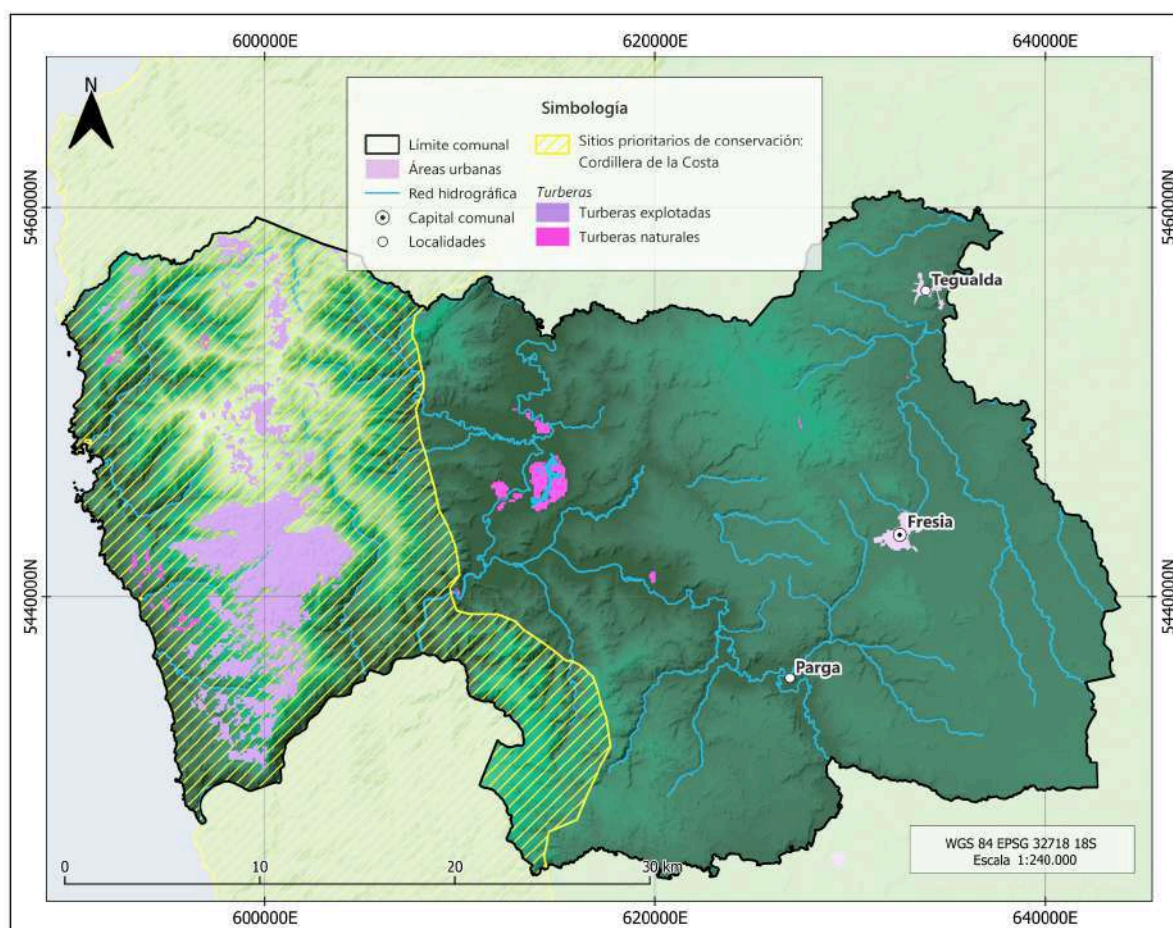 600000E
620000E
640000E
N
Simbología
Límite comunal
Áreas urbanas
Red hidrográfica
Capital comunal
Localidades
Sitios prioritarios de conservación:
Cordillera de la Costa
Turberas
Turberas explotadas
Turberas naturales
5460000N
5460000N
Tegualda
Fresia
5440000N
5440000N
Parga
WGS 84 EPSG 32718 18S
Escala 1:240.000
0
10
20
30 km
600000E
620000E
640000E